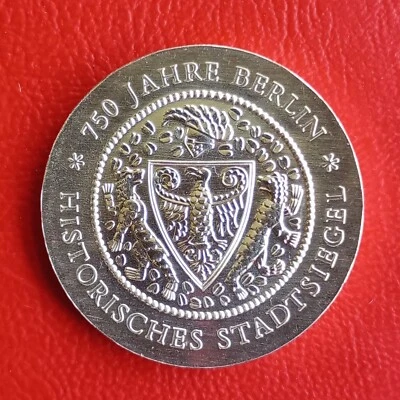 * 750 JAHRE BERLIN *
HISTORISCHES STADTSIEGEL